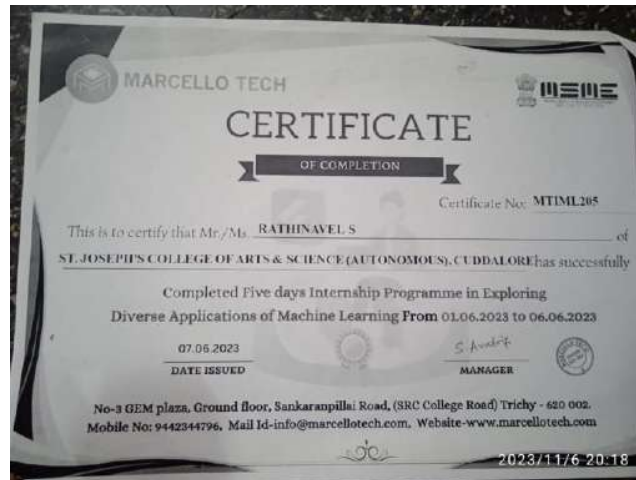 MARCELLO TECH
MSME
CERTIFICATE
OF COMPLETION
Certificate No: MTIML205
This is to certify that Mr./Ms. RATHINAVEL S of
ST. JOSEPH'S COLLEGE OF ARTS & SCIENCE (AUTONOMOUS), CUDDALORE has successfully
Completed Five days Internship Programme in Exploring
Diverse Applications of Machine Learning From 01.06.2023 to 06.06.2023
07.06.2023
DATE ISSUED
MANAGER
No-3 GEM plaza, Ground floor, Sankaranpillai Road, (SRC College Road) Trichy - 620 002.
Mobile No: 9442344796, Mail Id-info@marcellotech.com, Website-www.marcellotech.com
2023/11/6 20:18